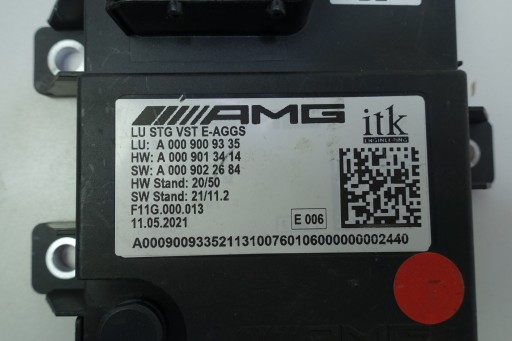 AMG
itk
ENGINEERING
LU STG VST E-AGGS
LU: A 000 900 93 35
HW: A 000 901 34 14
SW: A 000 902 26 84
HW Stand: 20/50
SW Stand: 21/11.2
F11G.000.013
11.05.2021
E 006
A0009009335211310076010600000002440
AMG